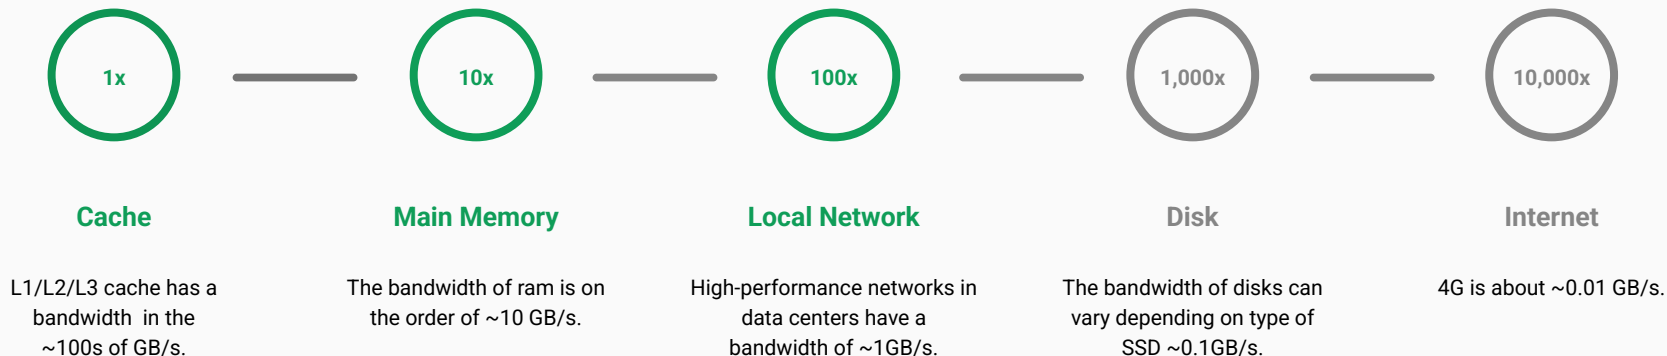 1x
10x
100x
1,000x
10,000x
Cache
Main Memory
Local Network
Disk
Internet
L1/L2/L3 cache has a
bandwidth in the
~100s of GB/s.
The bandwidth of ram is on
the order of ~10 GB/s.
High-performance networks in
data centers have a
bandwidth of ~1GB/s.
The bandwidth of disks can
vary depending on type of
SSD ~0.1GB/s.
4G is about ~0.01 GB/s.